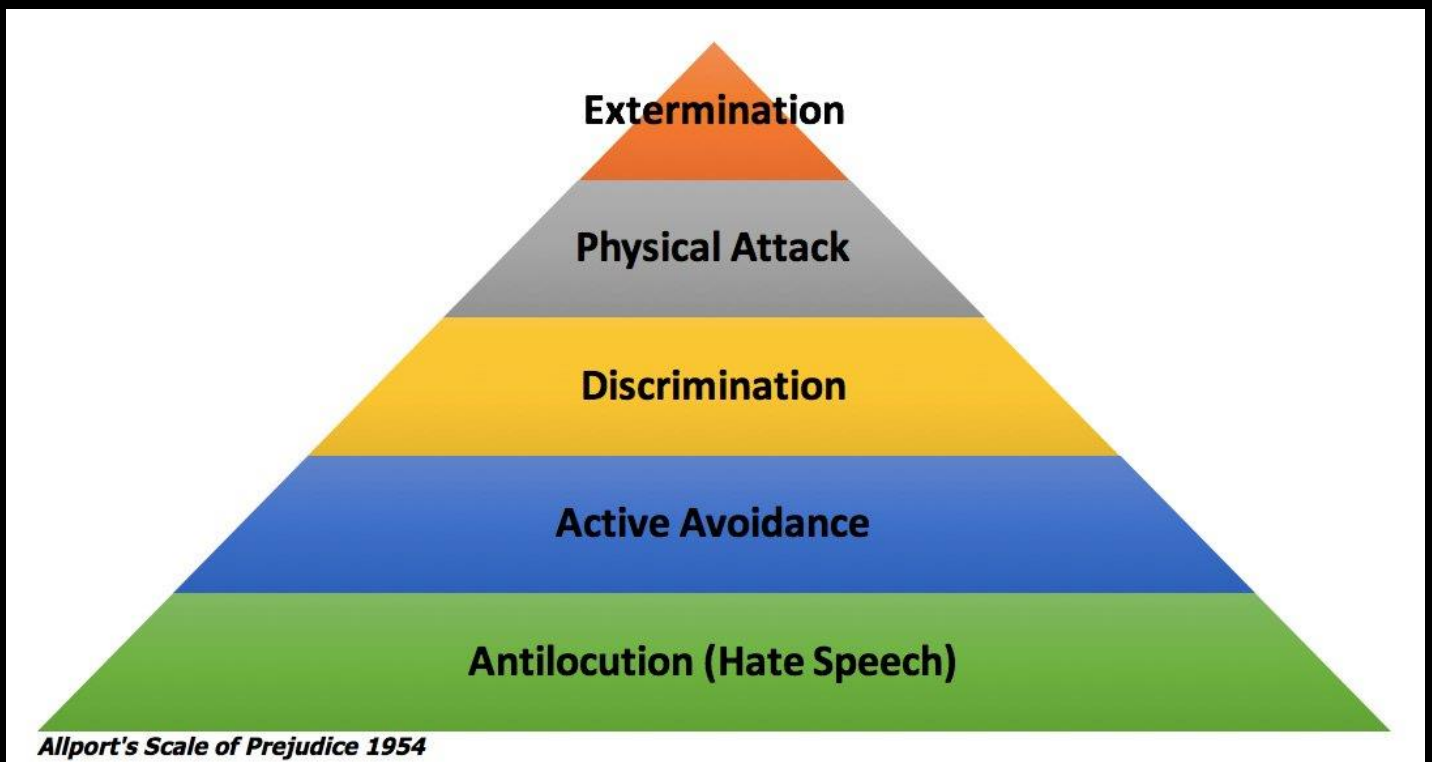 Extermination
Physical Attack
Discrimination
Active Avoidance
Antilocution (Hate Speech)
Allport's Scale of Prejudice 1954